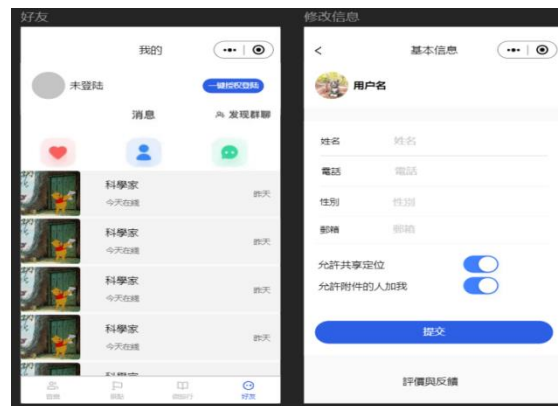 好友
我的
未登陆
一健授权登陆
消息
发现群聊
科學家
今天在綫
昨天
科學家
今天在綫
昨天
科學家
今天在綫
昨天
科學家
今天在綫
昨天
好友
修改信息
<
基本信息
用户名
姓名
姓名
電話
電話
性别
性别
郵箱
郵箱
允許共享定位
允許附件的人加我
提交
評價與反饋